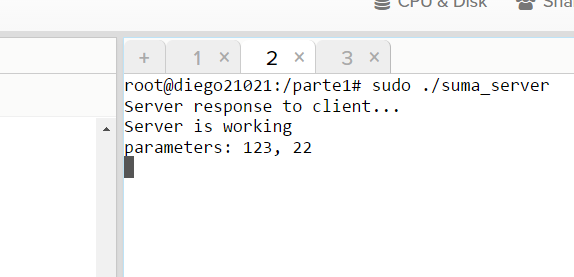 CPU & Disk
+ 1 × 2 × 3 ×
root@diego21021:/parte1# sudo ./suma_server
Server response to client...
Server is working
parameters: 123, 22